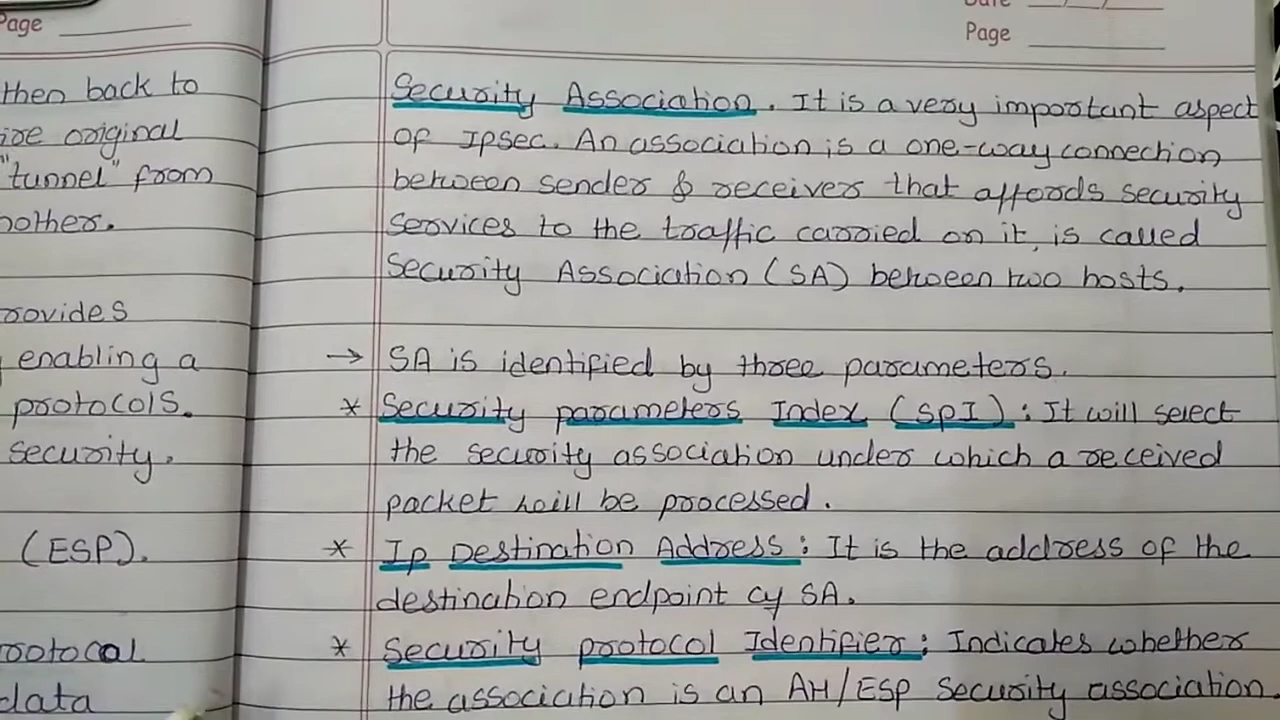 Page
then back to
ire original
"tunnel" from
nother.
rovides
enabling a
protocols.
security.
(ESP).
rotocol
data
Date / /
Page
Security Association. It is a very important aspect
of Ipsec. An association is a one-way connection
between sender & receiver that affords security
services to the traffic carried on it, is called
Security Association (SA) between two hosts.
→ SA is identified by three parameters.
* Security parameters Index (SPI): It will select
the security association under which a received
packet will be processed.
* Ip Destination Address: It is the address of the
destination endpoint of SA.
* Security protocol Identifier: Indicates whether
the association is an AH/ESP Security association.